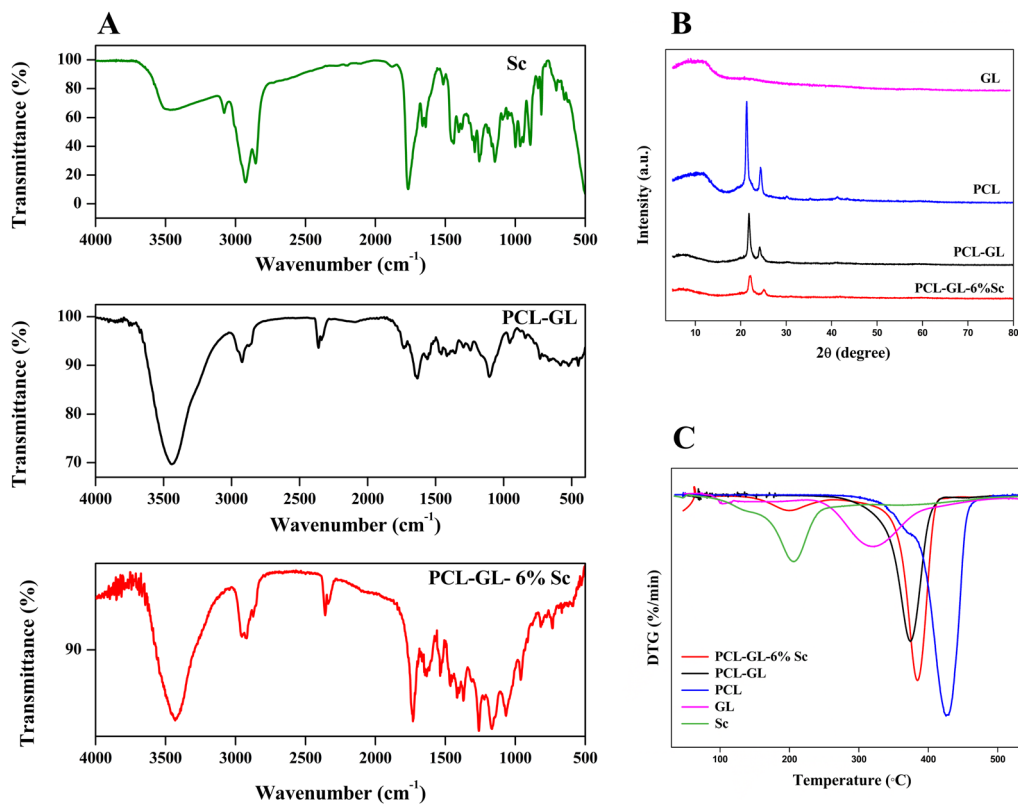 A
Transmittance (%)
100
80
60
40
20
0
Sc
4000 3500 3000 2500 2000 1500 1000 500
Wavenumber (cm-1)
Transmittance (%)
100
90
80
70
PCL-GL
4000 3500 3000 2500 2000 1500 1000 500
Wavenumber (cm-1)
Transmittance (%)
90
PCL-GL- 6% Sc
4000 3500 3000 2500 2000 1500 1000 500
Wavenumber (cm-1)
B
Intensity (a.u.)
GL
PCL
PCL-GL
PCL-GL-6%Sc
10 20 30 40 50 60 70 80
2θ (degree)
C
DTG (%/min)
PCL-GL-6% Sc
PCL-GL
PCL
GL
Sc
100 200 300 400 500
Temperature (◦C)